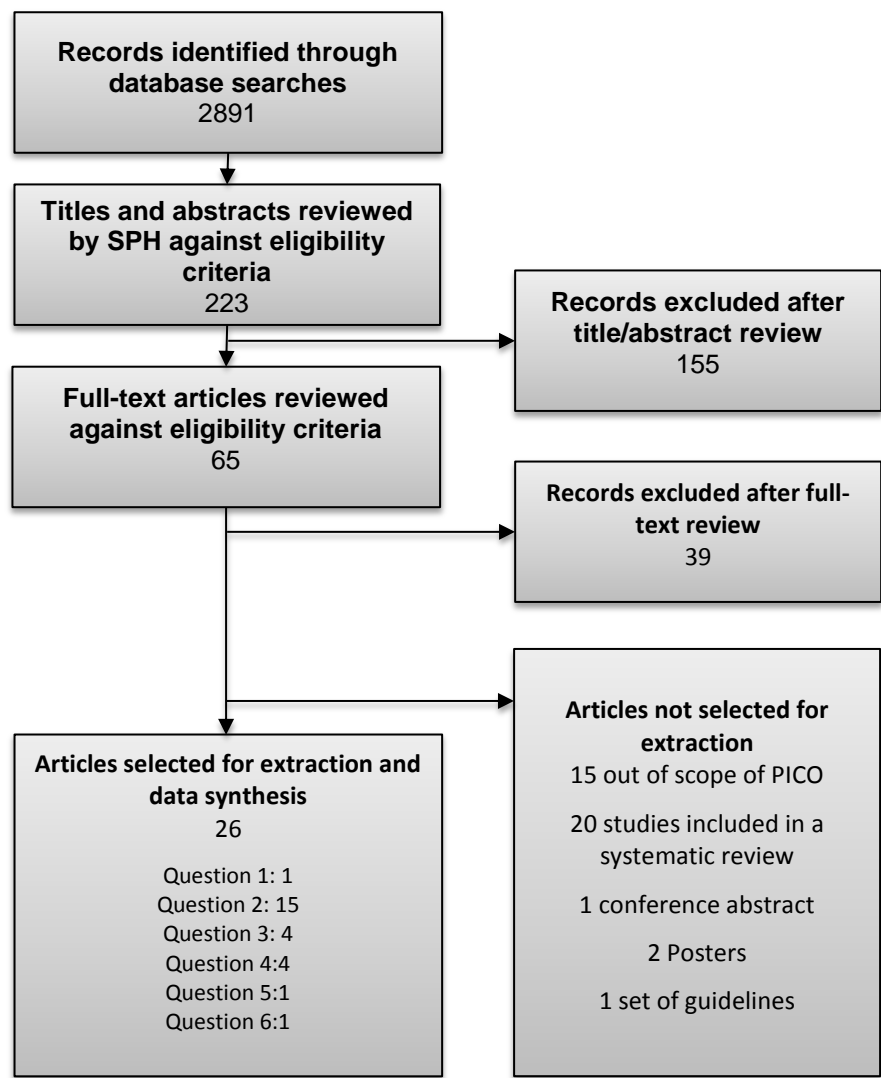 Records identified through
database searches
2891
Titles and abstracts reviewed
by SPH against eligibility
criteria
223
Records excluded after
title/abstract review
155
Full-text articles reviewed
against eligibility criteria
65
Records excluded after full-
text review
39
Articles not selected for
extraction
15 out of scope of PICO
20 studies included in a
systematic review
1 conference abstract
2 Posters
1 set of guidelines
Articles selected for extraction and
data synthesis
26
Question 1: 1
Question 2: 15
Question 3: 4
Question 4:4
Question 5:1
Question 6:1